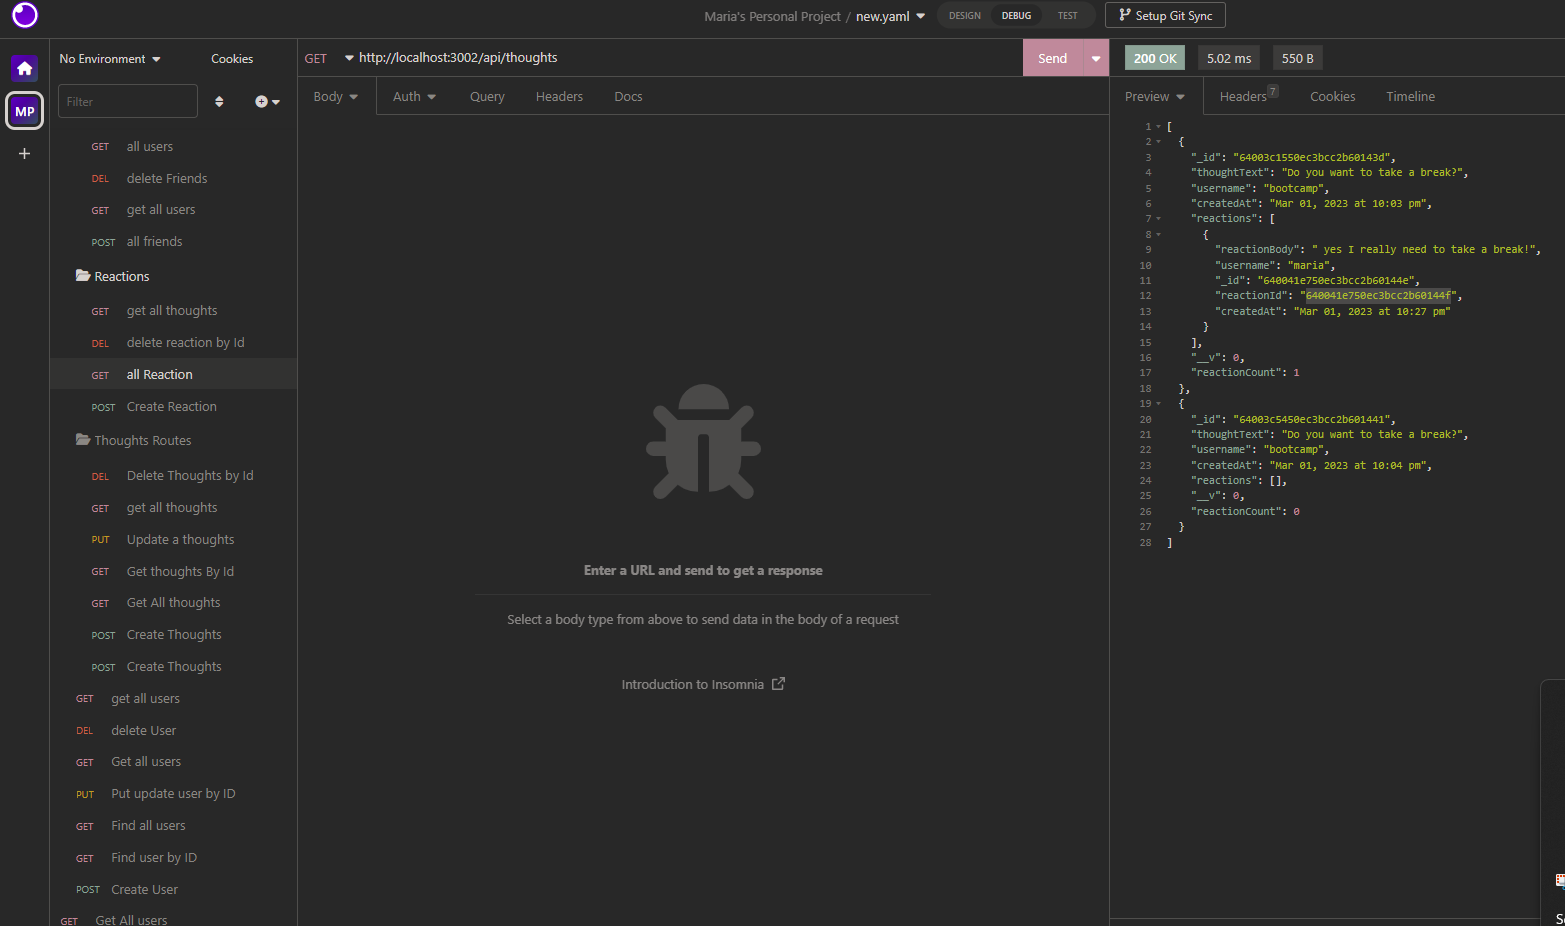 Maria's Personal Project / new.yaml
DESIGN DEBUG TEST
Setup Git Sync
MP
No Environment Cookies
Filter
GET all users
DEL delete Friends
GET get all users
POST all friends
Reactions
GET get all thoughts
DEL delete reaction by Id
GET all Reaction
POST Create Reaction
Thoughts Routes
DEL Delete Thoughts by Id
GET get all thoughts
PUT Update a thoughts
GET Get thoughts By Id
GET Get All thoughts
POST Create Thoughts
POST Create Thoughts
GET get all users
DEL delete User
GET Get all users
PUT Put update user by ID
GET Find all users
GET Find user by ID
POST Create User
GET Get All users
GET http://localhost:3002/api/thoughts Send
Body Auth Query Headers Docs
Enter a URL and send to get a response
Select a body type from above to send data in the body of a request
Introduction to Insomnia
200 OK 5.02 ms 550 B
Preview Headers 7 Cookies Timeline
1 [
2 {
3 "_id": "64003c1550ec3bcc2b60143d",
4 "thoughtText": "Do you want to take a break?",
5 "username": "bootcamp",
6 "createdAt": "Mar 01, 2023 at 10:03 pm",
7 "reactions": [
8 {
9 "reactionBody": " yes I really need to take a break!",
10 "username": "maria",
11 "_id": "640041e750ec3bcc2b60144e",
12 "reactionId": "640041e750ec3bcc2b60144f",
13 "createdAt": "Mar 01, 2023 at 10:27 pm"
14 }
15 ],
16 "__v": 0,
17 "reactionCount": 1
18 },
19 {
20 "_id": "64003c5450ec3bcc2b601441",
21 "thoughtText": "Do you want to take a break?",
22 "username": "bootcamp",
23 "createdAt": "Mar 01, 2023 at 10:04 pm",
24 "reactions": [],
25 "__v": 0,
26 "reactionCount": 0
27 }
28 ]